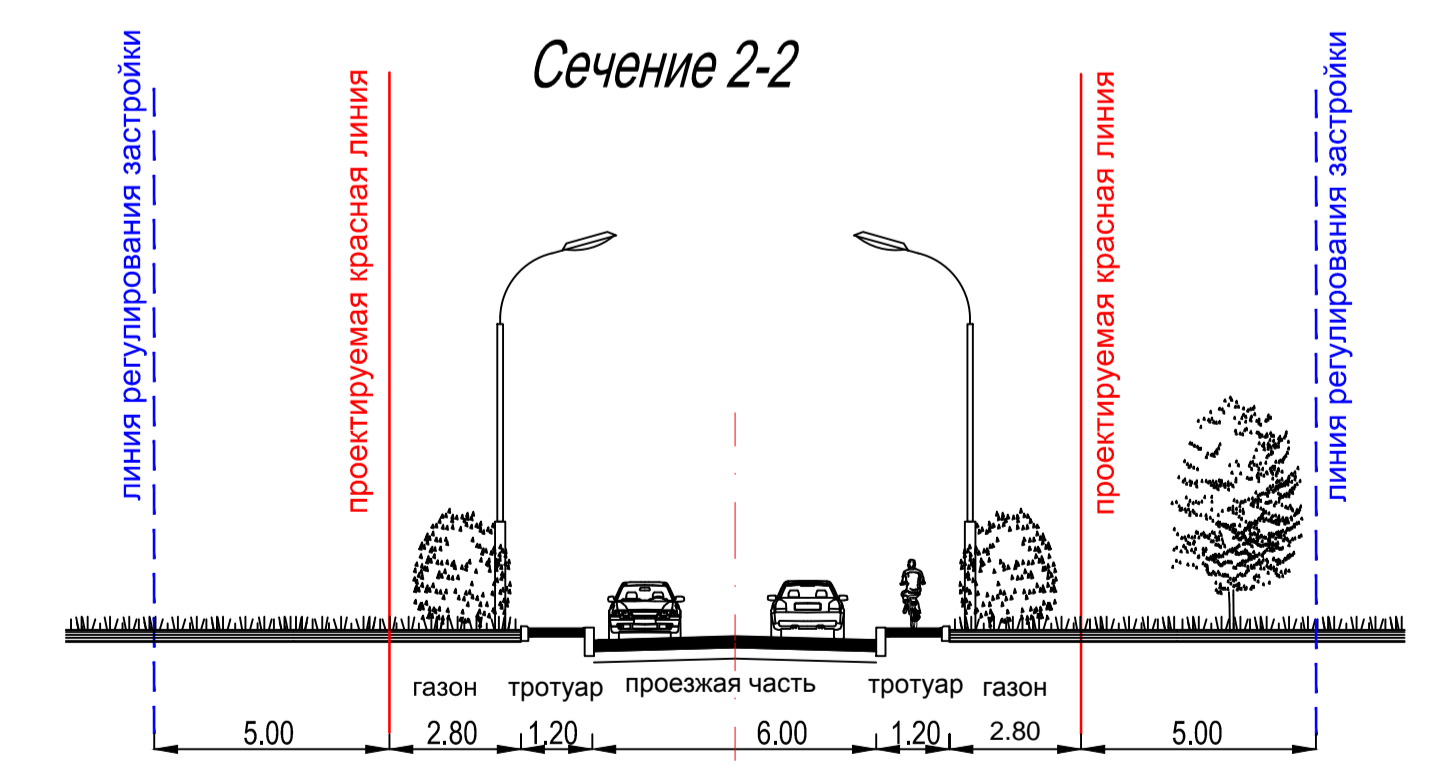 Сечение 2-2
линия регулирования застройки
проектируемая красная линия
проектируемая красная линия
линия регулирования застройки
газон тротуар проезжая часть тротуар газон
5.00 2.80 1.20 6.00 1.20 2.80 5.00